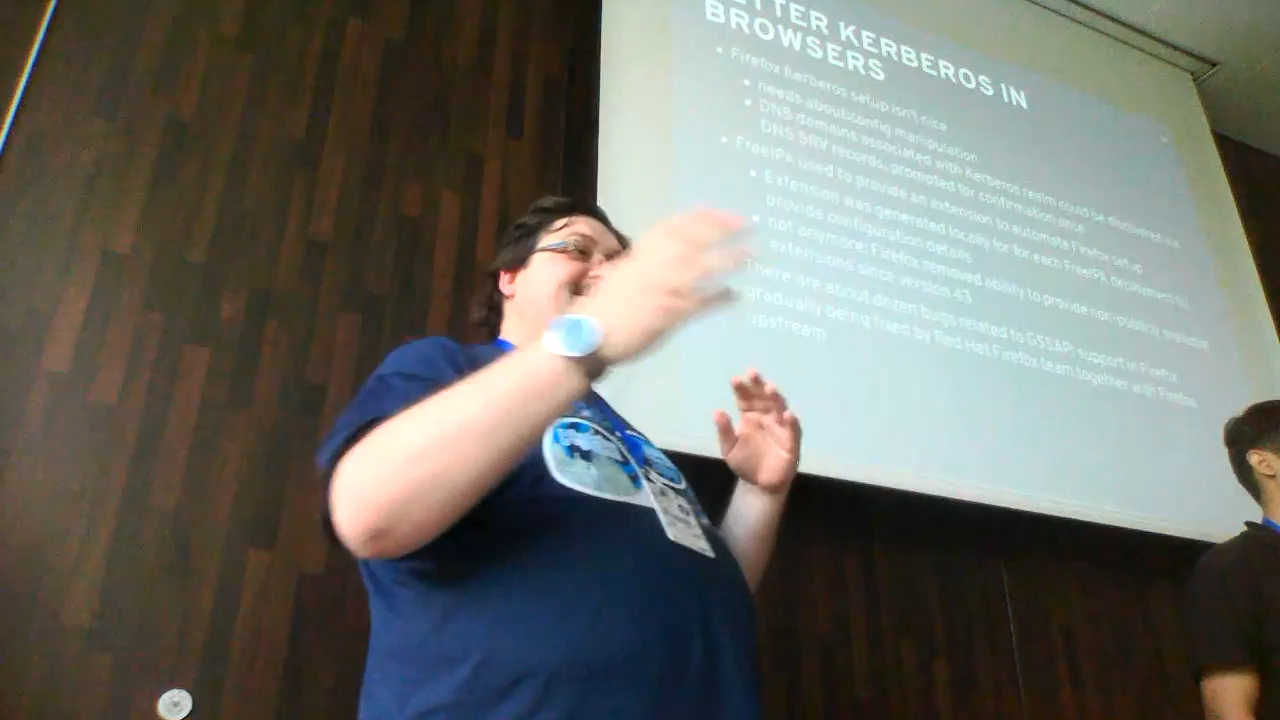 ETTER KERBEROS IN
BROWSERS
• Firefox Kerberos setup isn't nice
• needs about:config manipulation
• DNS domains associated with Kerberos realm could be discovered via
DNS SRV records, prompted for confirmation once
• FreeIPA used to provide an extension to automate Firefox setup
• Extension was generated locally for each FreeIPA deployment to
provide configuration details
• not anymore: Firefox removed ability to provide non-publicly available
extensions since version 43
There are about dozen bugs related to GSSAPI support in Firefox
gradually being fixed by Red Hat Firefox team together with Firefox
upstream